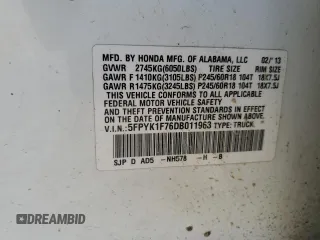 MFD. BY HONDA MFG. OF ALABAMA, LLC 02/13
GVWR 2745KG(6050LBS) TIRE SIZE RIM SIZE
GAWR F 1410KG(3105LBS) P245/60R18 104T 18X7.5J
GAWR R 1475KG(3245LBS) P245/60R18 104T 18X7.5J
THIS VEHICLE CONFORMS TO ALL APPLICABLE
FEDERAL MOTOR VEHICLE SAFETY
AND THEFT PREVENTION STANDARDS IN EFFECT ON
THE DATE OF MANUFACTURE SHOWN ABOVE.
V.I.N.: 5FPYK1F76DB011963 TYPE: TRUCK
SJP D AD5 -NH578 -H -B
DREAMBID